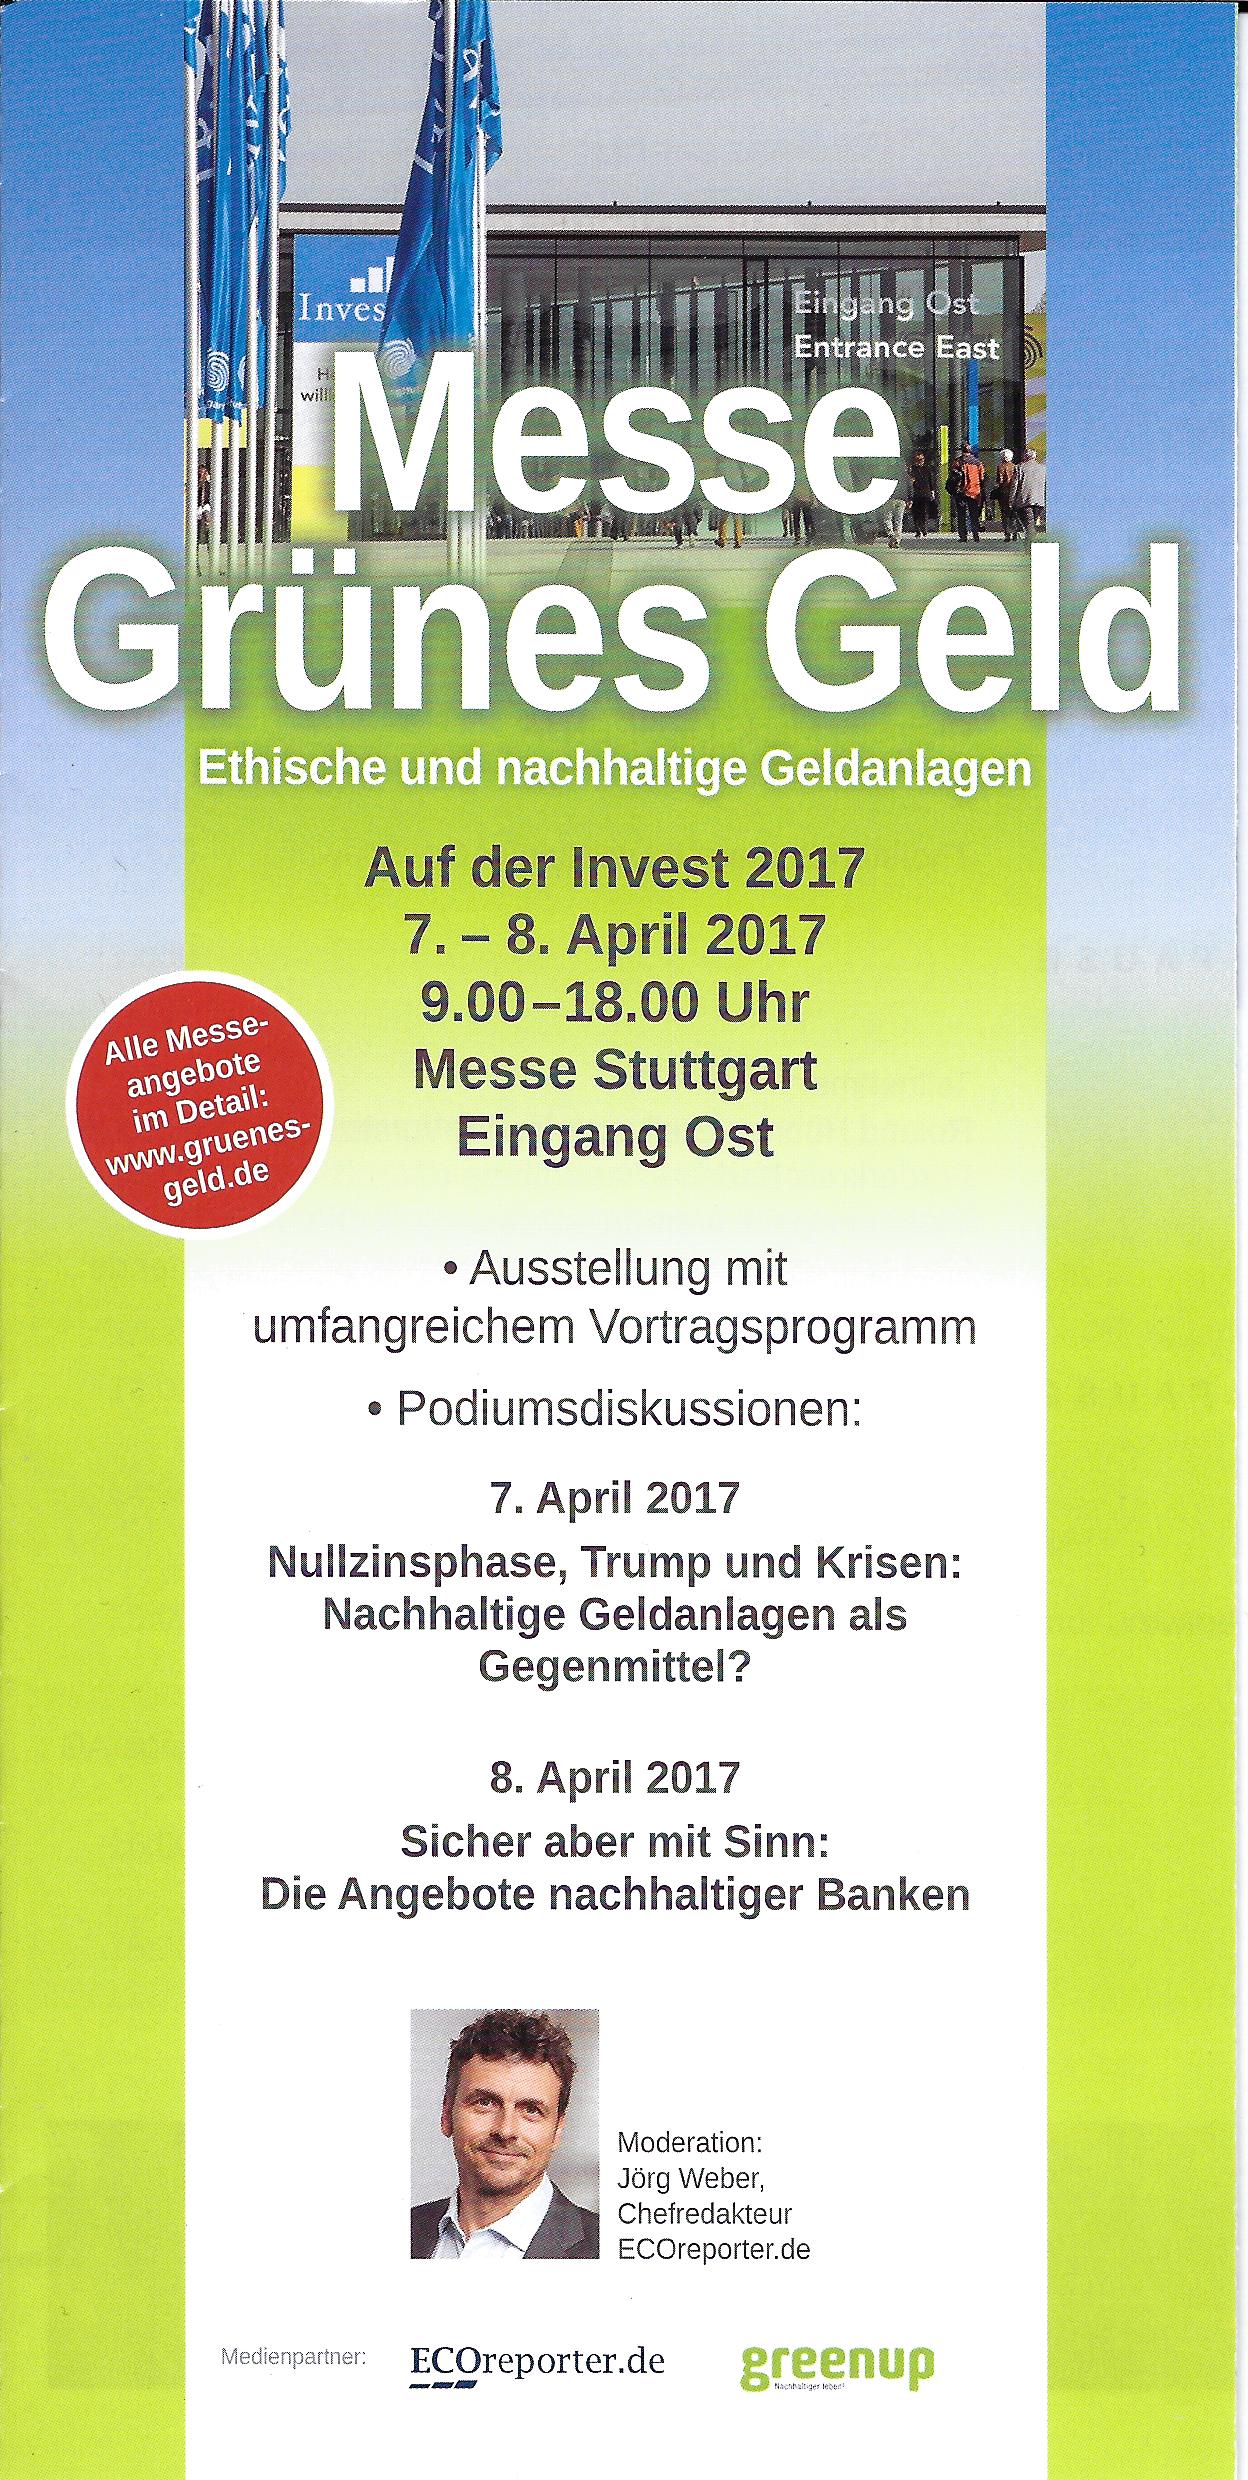 Inves
Eingang Ost
Entrance East
Messe
Grünes Geld
Ethische und nachhaltige Geldanlagen
Auf der Invest 2017
7. – 8. April 2017
9.00–18.00 Uhr
Messe Stuttgart
Eingang Ost
Alle Messe-
angebote
im Detail:
www.gruenes-
geld.de
• Ausstellung mit
umfangreichem Vortragsprogramm
• Podiumsdiskussionen:
7. April 2017
Nullzinsphase, Trump und Krisen:
Nachhaltige Geldanlagen als
Gegenmittel?
8. April 2017
Sicher aber mit Sinn:
Die Angebote nachhaltiger Banken
Moderation:
Jörg Weber,
Chefredakteur
ECOreporter.de
Medienpartner:
ECOreporter.de
greenup
Nachhaltiger leben!